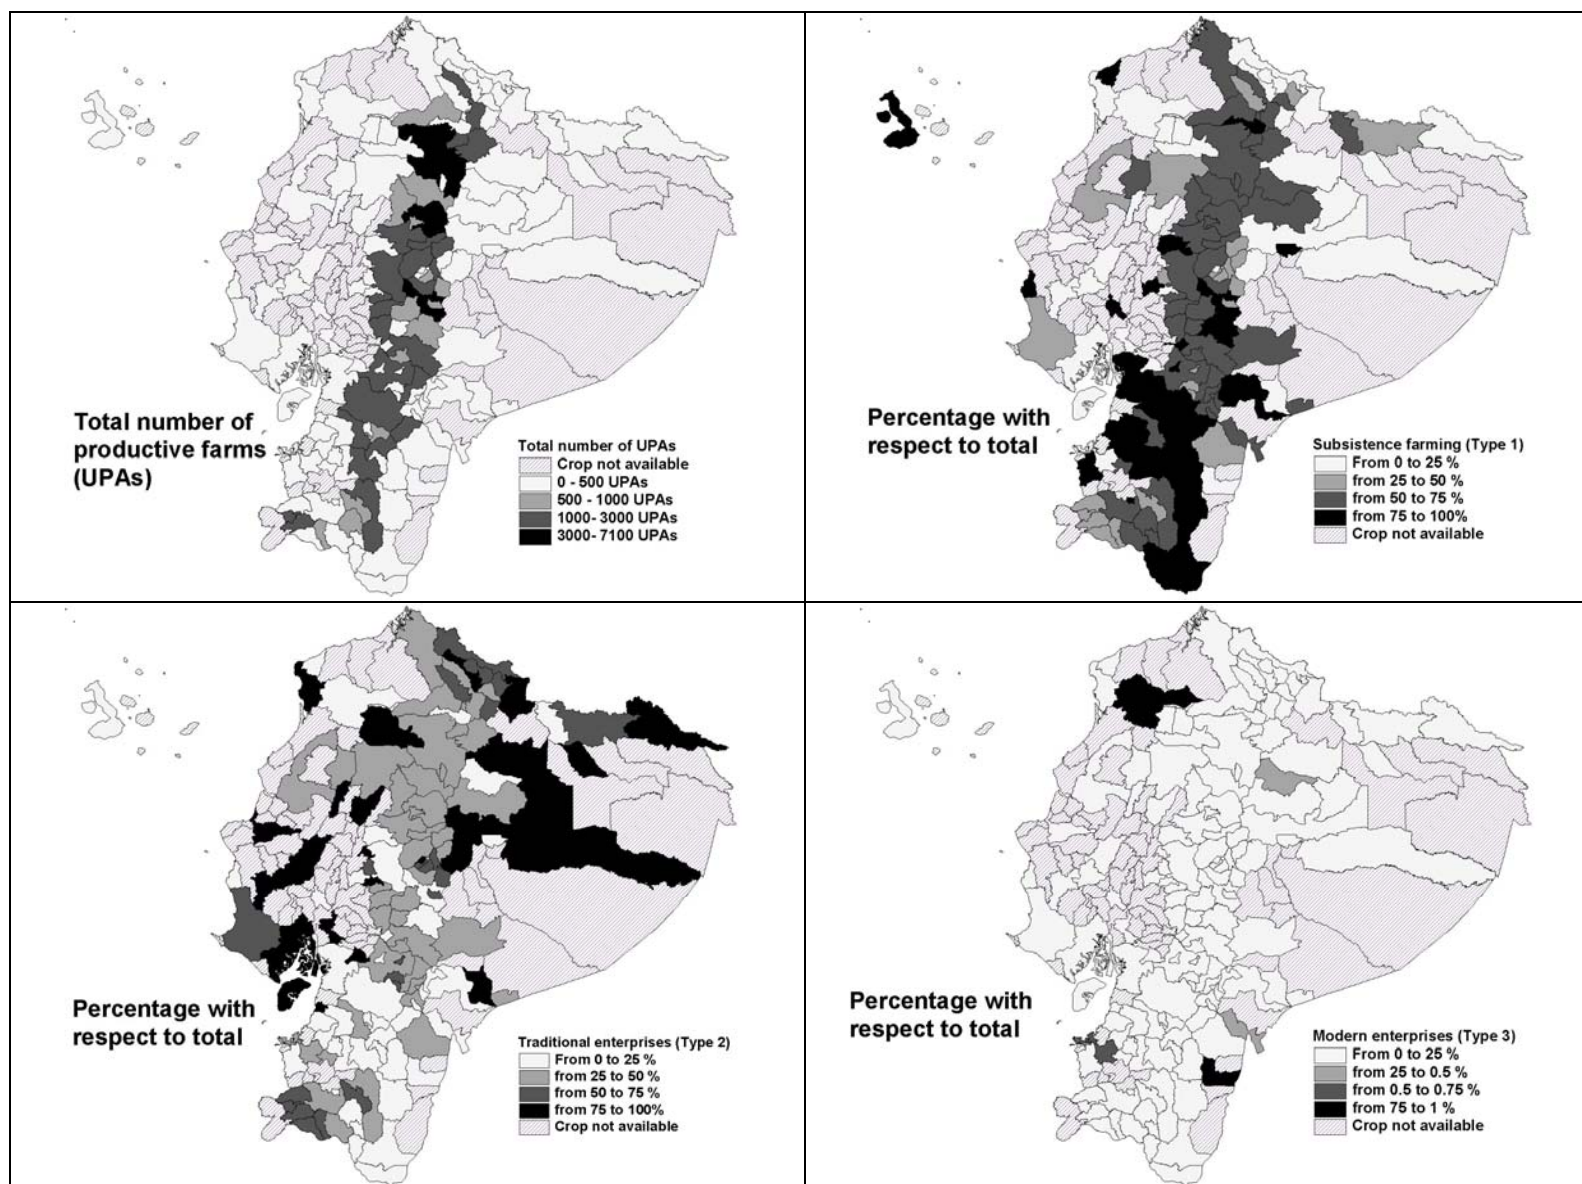 Total number of
productive farms
(UPAs)
Total number of UPAs
Crop not available
0 - 500 UPAs
500 - 1000 UPAs
1000- 3000 UPAs
3000- 7100 UPAs
Percentage with
respect to total
Subsistence farming (Type 1)
From 0 to 25 %
from 25 to 50 %
from 50 to 75 %
from 75 to 100%
Crop not available
Percentage with
respect to total
Traditional enterprises (Type 2)
From 0 to 25 %
from 25 to 50 %
from 50 to 75 %
from 75 to 100%
Crop not available
Percentage with
respect to total
Modern enterprises (Type 3)
From 0 to 25 %
from 25 to 0.5 %
from 0.5 to 0.75 %
from 75 to 1 %
Crop not available